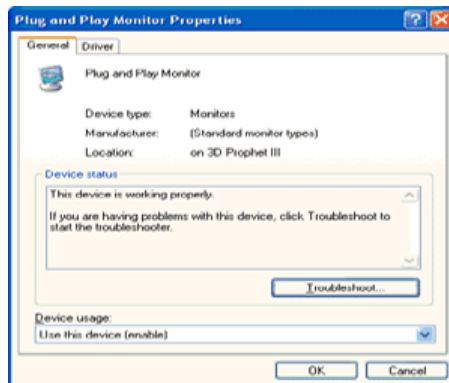 Plug and Play Monitor Properties
General Driver
Plug and Play Monitor
Device type: Monitors
Manufacturer: (Standard monitor types)
Location: on 3D Prophet III
Device status
This device is working properly.
If you are having problems with this device, click Troubleshoot to
start the troubleshooter.
Troubleshoot...
Device usage:
Use this device (enable)
OK Cancel